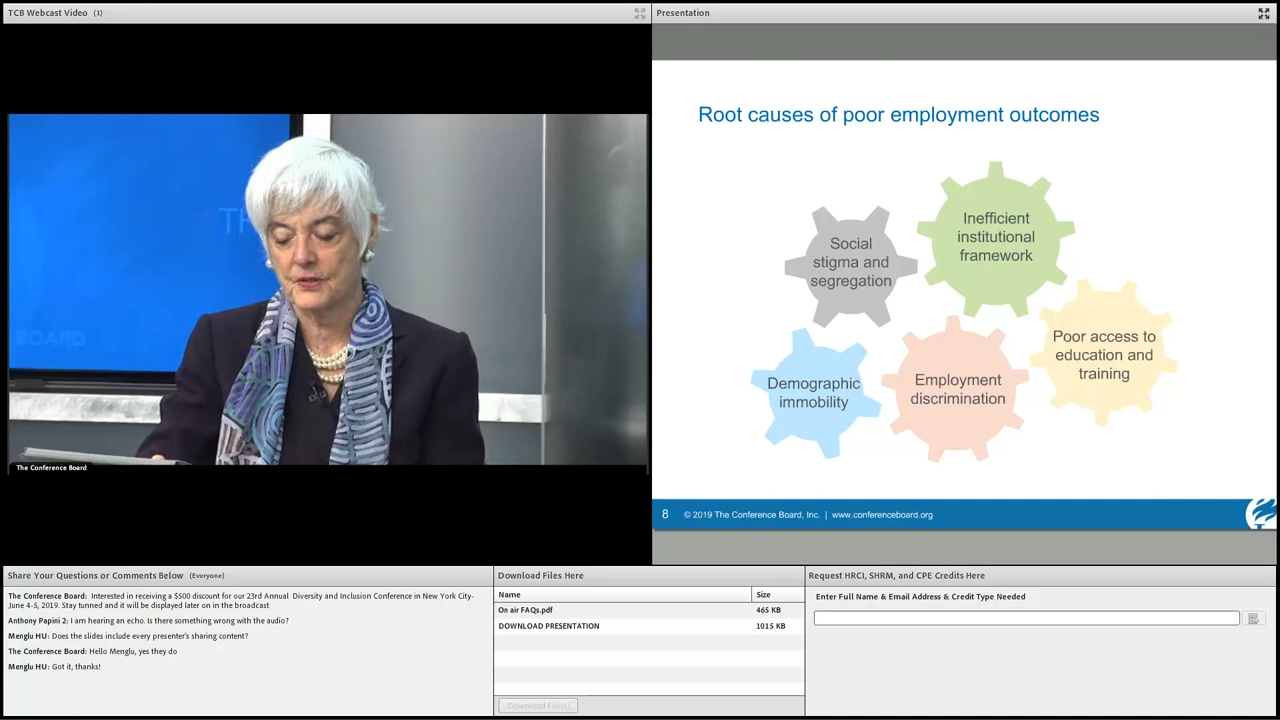 TCB Webcast Video (1)
TH
BOARD
The Conference Board
Presentation
Root causes of poor employment outcomes
Social
stigma and
segregation
Inefficient
institutional
framework
Poor access to
education and
training
Demographic
immobility
Employment
discrimination
8 © 2019 The Conference Board, Inc. | www.conferenceboard.org
Share Your Questions or Comments Below (Everyone)
The Conference Board: Interested in receiving a $500 discount for our 23rd Annual Diversity and Inclusion Conference in New York City-
June 4-5, 2019. Stay tunned and it will be displayed later on in the broadcast
Anthony Papini 2: I am hearing an echo. Is there something wrong with the audio?
Menglu HU: Does the slides include every presenter's sharing content?
The Conference Board: Hello Menglu, yes they do
Menglu HU: Got it, thanks!
Download Files Here
Name Size
On air FAQs.pdf 465 KB
DOWNLOAD PRESENTATION 1015 KB
Download File(s)
Request HRCI, SHRM, and CPE Credits Here
Enter Full Name & Email Address & Credit Type Needed